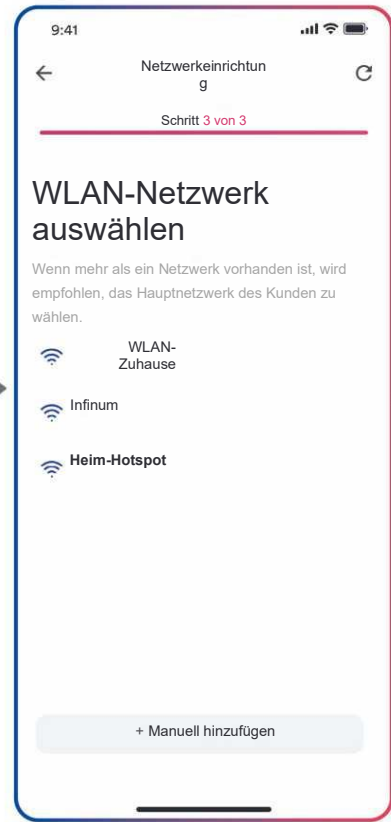 9:41
Netzwerkeinrichtun
g
Schritt 3 von 3
WLAN-Netzwerk
auswählen
Wenn mehr als ein Netzwerk vorhanden ist, wird
empfohlen, das Hauptnetzwerk des Kunden zu
wählen.
WLAN-
Zuhause
Infinum
Heim-Hotspot
+ Manuell hinzufügen